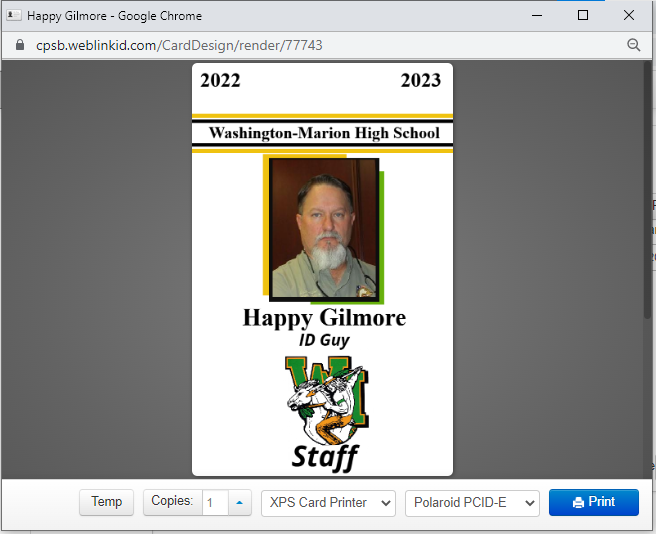 Happy Gilmore - Google Chrome
cpsb.weblinkid.com/CardDesign/render/77743
2022 2023
Washington-Marion High School
Happy Gilmore
ID Guy
WM
Staff
Temp Copies: 1 XPS Card Printer Polaroid PCID-E Print